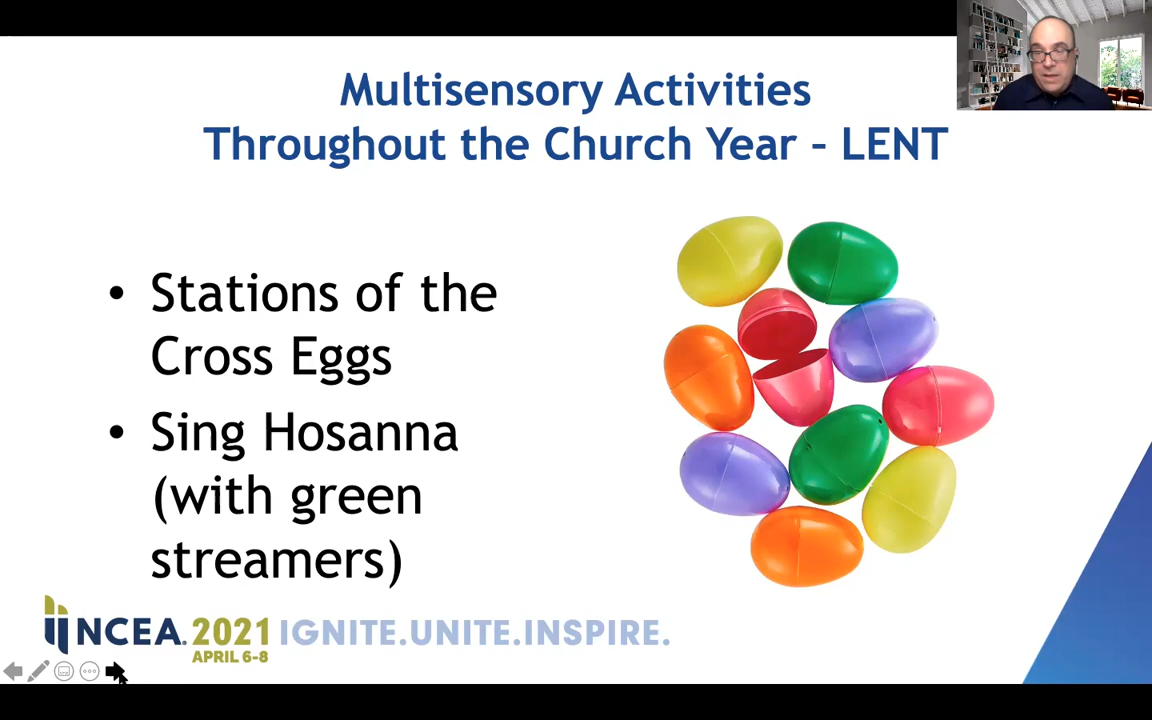 Multisensory Activities
Throughout the Church Year – LENT
• Stations of the
Cross Eggs
• Sing Hosanna
(with green
streamers)
NCEA. 2021 IGNITE.UNITE.INSPIRE.
APRIL 6-8